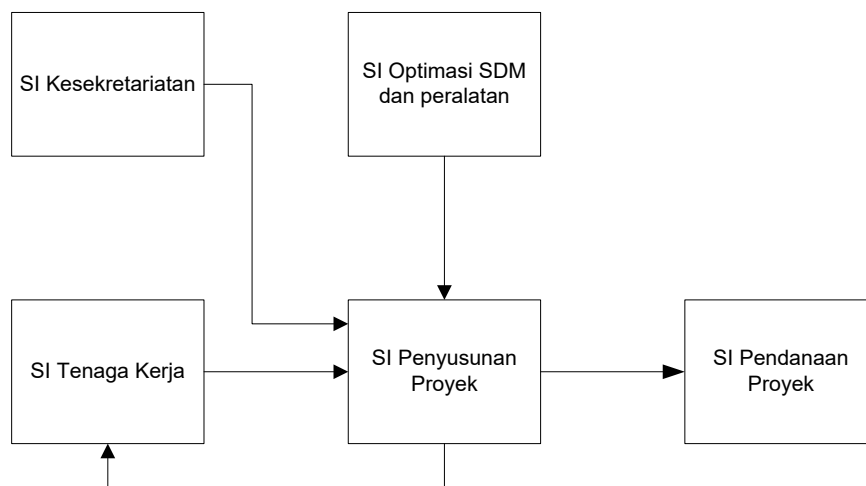 SI Kesekretariatan
SI Optimasi SDM
dan peralatan
SI Tenaga Kerja
SI Penyusunan
Proyek
SI Pendanaan
Proyek